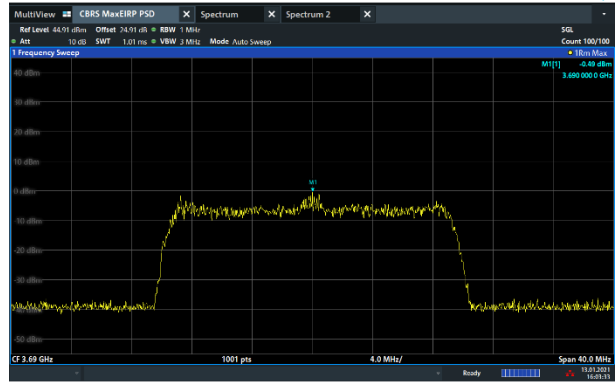 MultiView CBRS MaxEIRP PSD X Spectrum X Spectrum 2 X
Ref Level 44.91 dBm Offset 24.91 dB RBW 1 MHz SGL
Att 10 dB SWT 1.01 ms VBW 3 MHz Mode Auto Sweep Count 100/100
1 Frequency Sweep 1Rm Max
M1[1] -0.49 dBm
3.690 000 0 GHz
40 dBm
30 dBm
20 dBm
10 dBm
0 dBm
M1
-10 dBm
-20 dBm
-30 dBm
-50 dBm
CF 3.69 GHz 1001 pts 4.0 MHz/ Span 40.0 MHz
Ready 13.01.2021
16:03:33